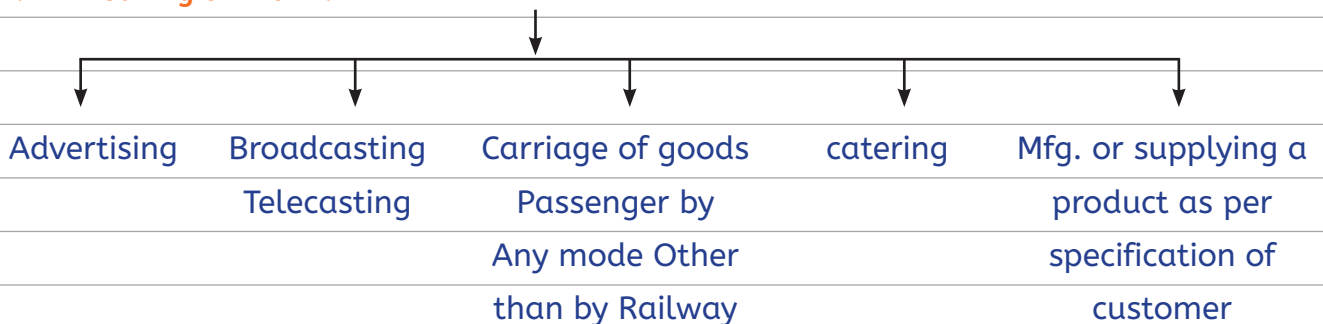 Advertising Broadcasting Carriage of goods catering Mfg. or supplying a
Telecasting Passenger by product as per
Any mode Other specification of
than by Railway customer